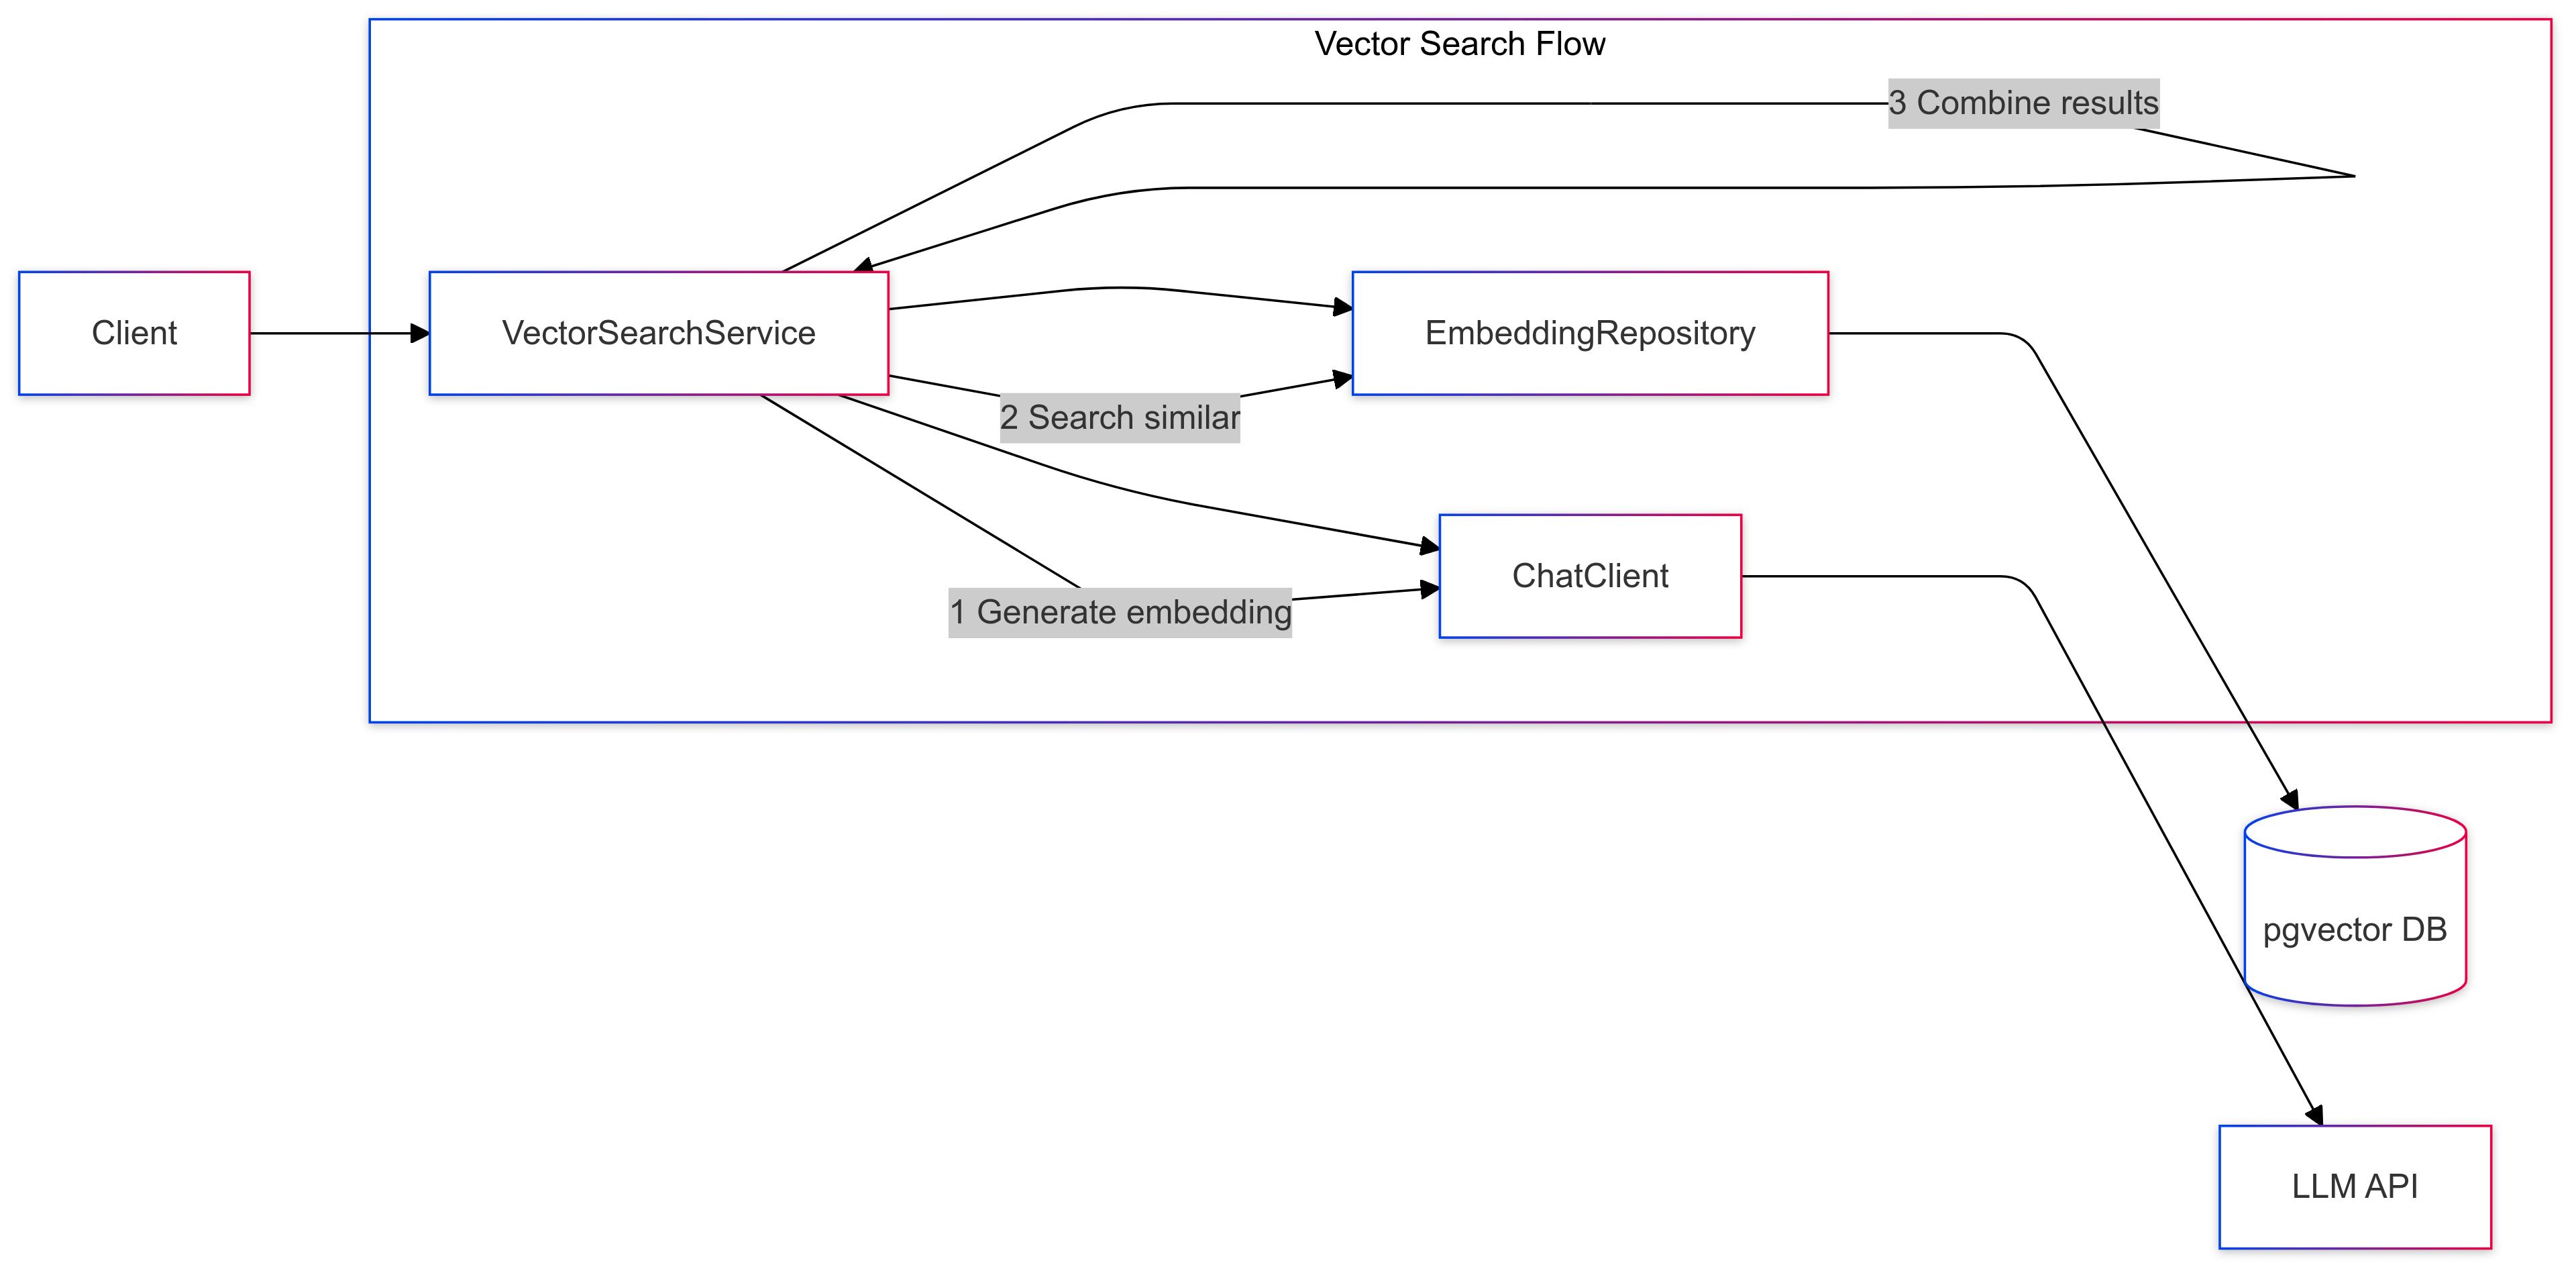 Vector Search Flow
3 Combine results
Client
VectorSearchService
EmbeddingRepository
2 Search similar
ChatClient
1 Generate embedding
pgvector DB
LLM API